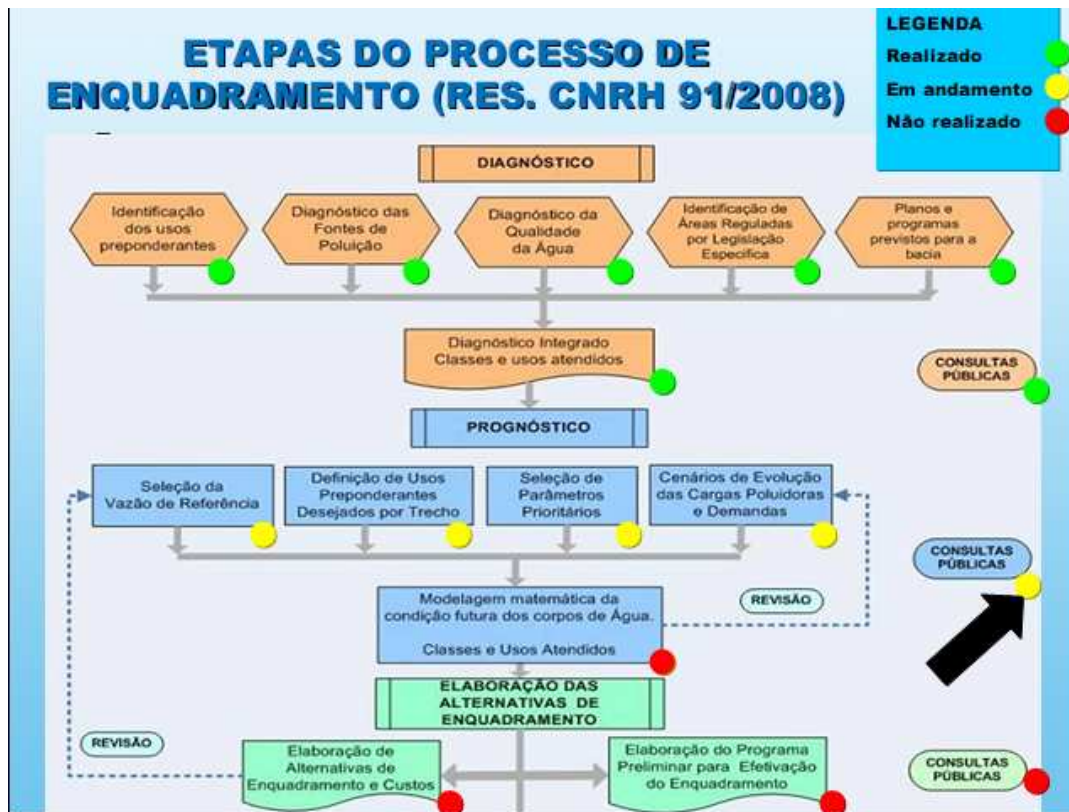 ETAPAS DO PROCESSO DE
ENQUADRAMENTO (RES. CNRH 91/2008)
LEGENDA
Realizado
Em andamento
Não realizado
DIAGNÓSTICO
Identificação
dos usos
preponderantes
Diagnóstico das
Fontes de
Poluição
Diagnóstico da
Qualidade
da Água
Identificação de
Áreas Reguladas
por Legislação
Especifica
Planos e
programas
previstos para a
bacia
Diagnóstico Integrado
Classes e usos atendidos
CONSULTAS
PÚBLICAS
PROGNÓSTICO
Seleção da
Vazão de Referência
Definição de Usos
Preponderantes
Desejados por Trecho
Seleção de
Parâmetros
Prioritários
Cenários de Evolução
das Cargas Poluidoras
e Demandas
CONSULTAS
PÚBLICAS
Modelagem matemática da
condição futura dos corpos de Água.
Classes e Usos Atendidos
REVISÃO
ELABORAÇÃO DAS
ALTERNATIVAS DE
ENQUADRAMENTO
REVISÃO
Elaboração de
Alternativas de
Enquadramento e Custos
Elaboração do Programa
Preliminar para Efetivação
do Enquadramento
CONSULTAS
PÚBLICAS